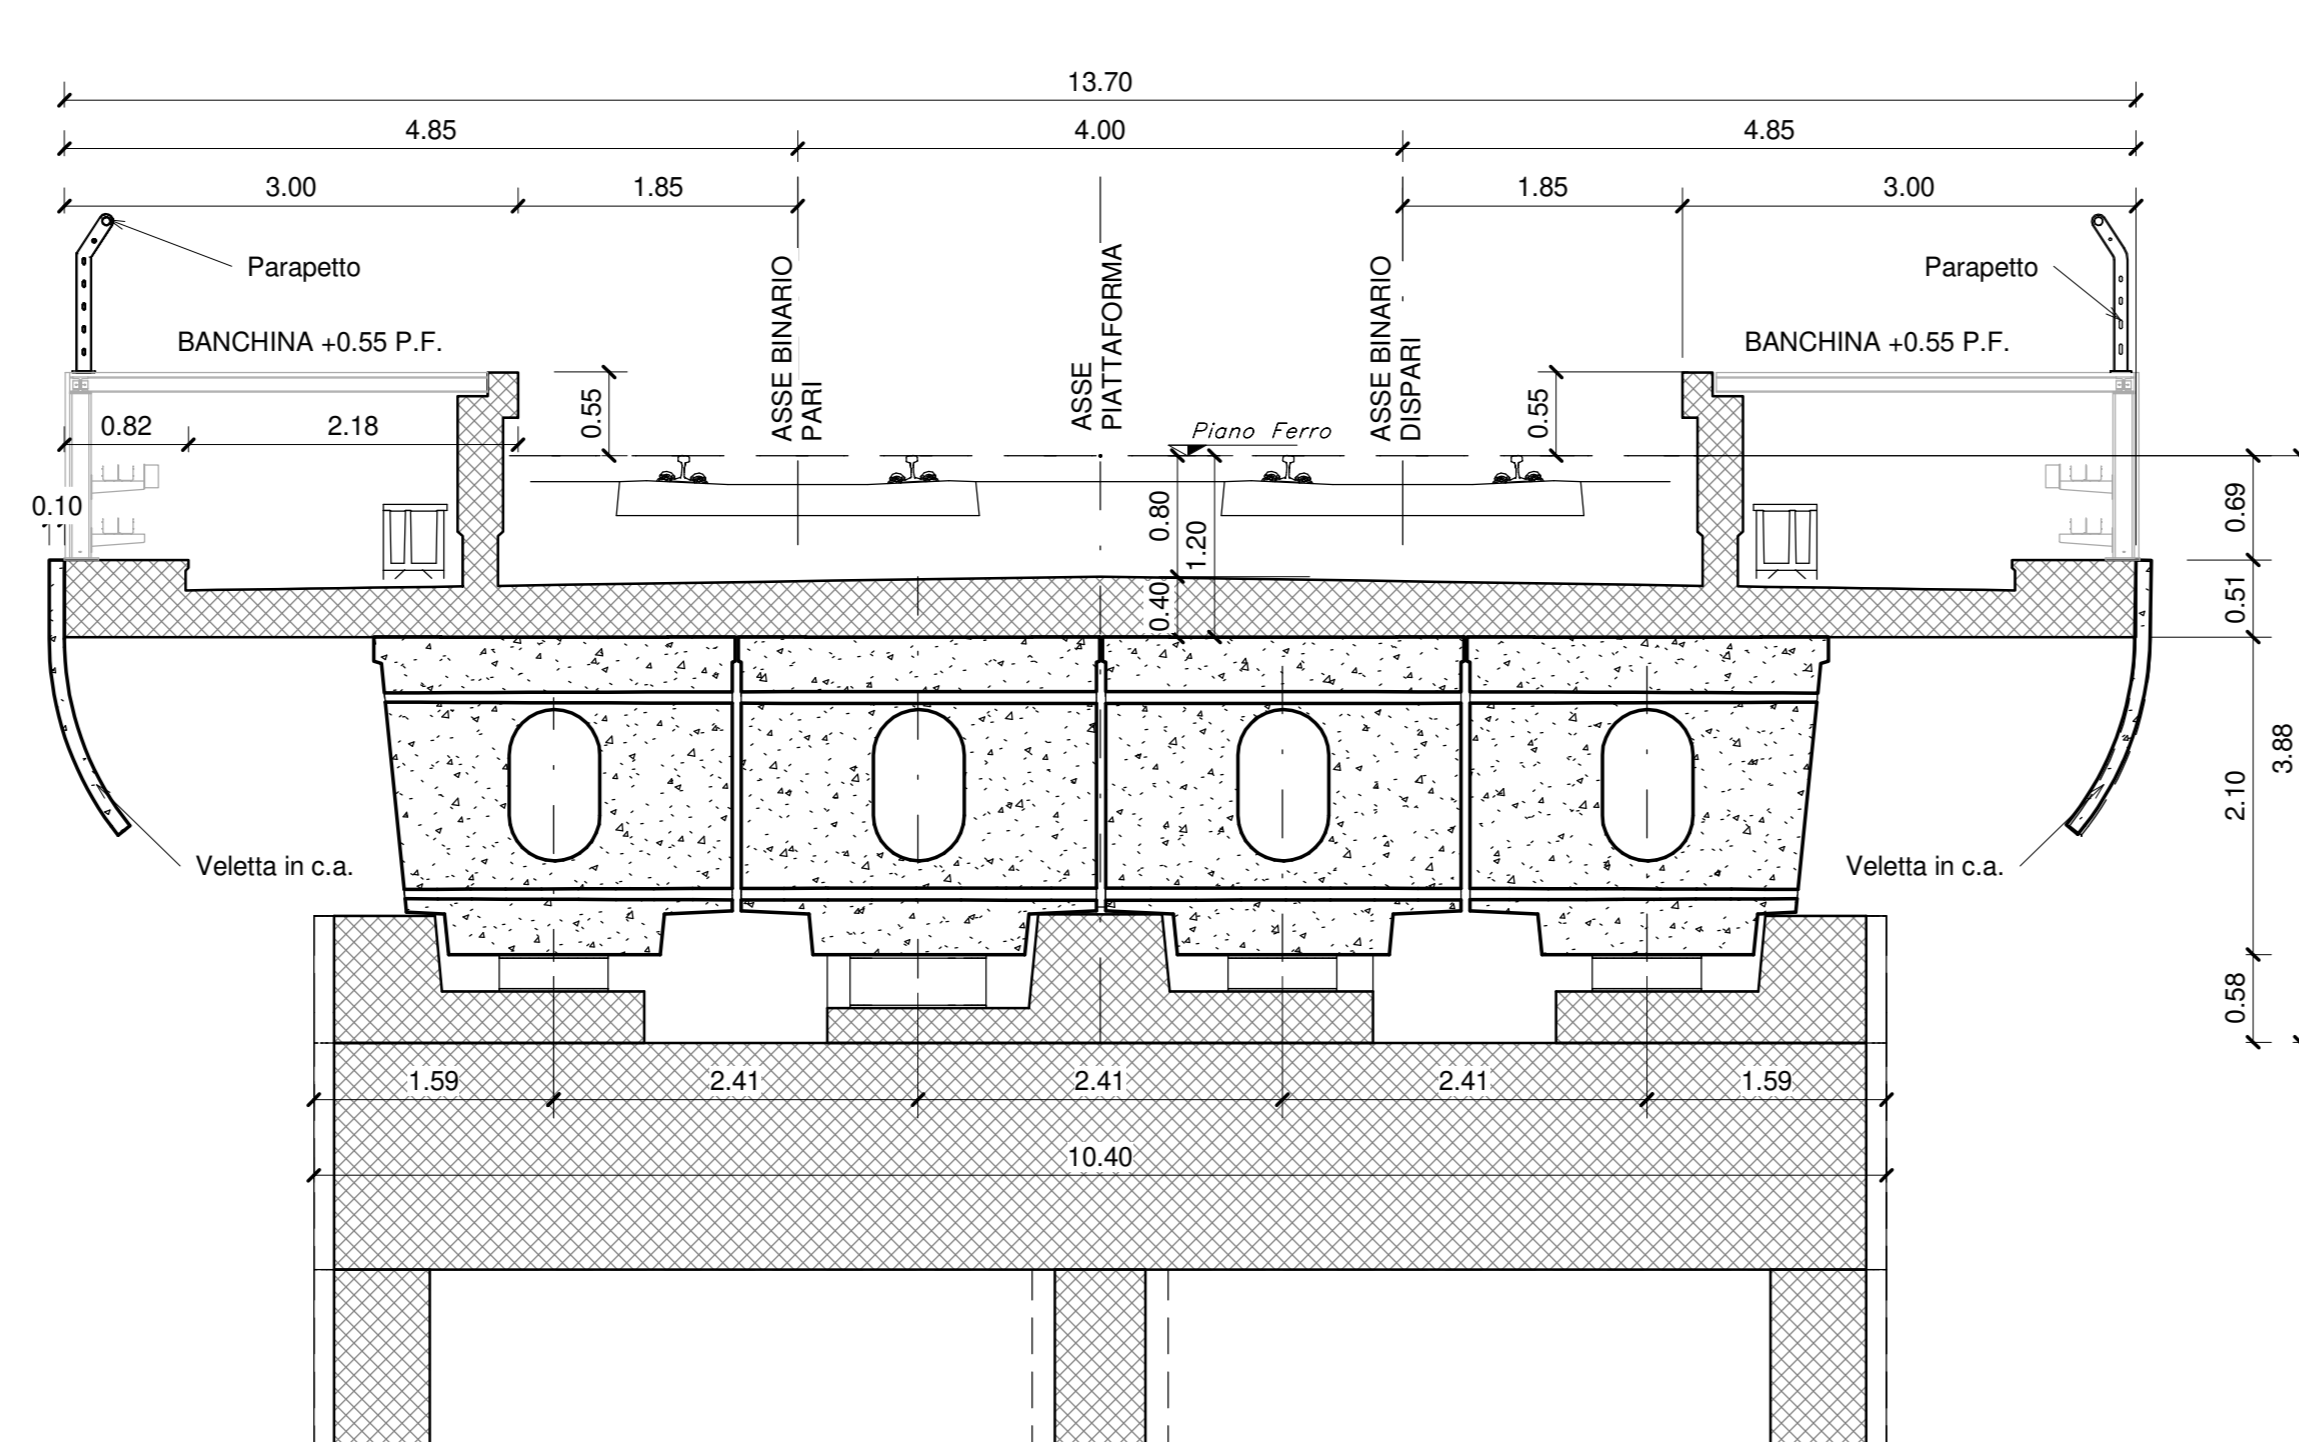 13.70
4.85 4.00 4.85
3.00 1.85 1.85 3.00
Parapetto
Parapetto
ASSE BINARIO
PARI
ASSE
PIATTAFORMA
ASSE BINARIO
DISPARI
BANCHINA +0.55 P.F.
BANCHINA +0.55 P.F.
0.82 2.18
0.55
Piano Ferro
0.55
0.10
0.80
1.20
0.40
0.69
0.51
3.88
2.10
0.58
Veletta in c.a.
Veletta in c.a.
1.59 2.41 2.41 2.41 1.59
10.40